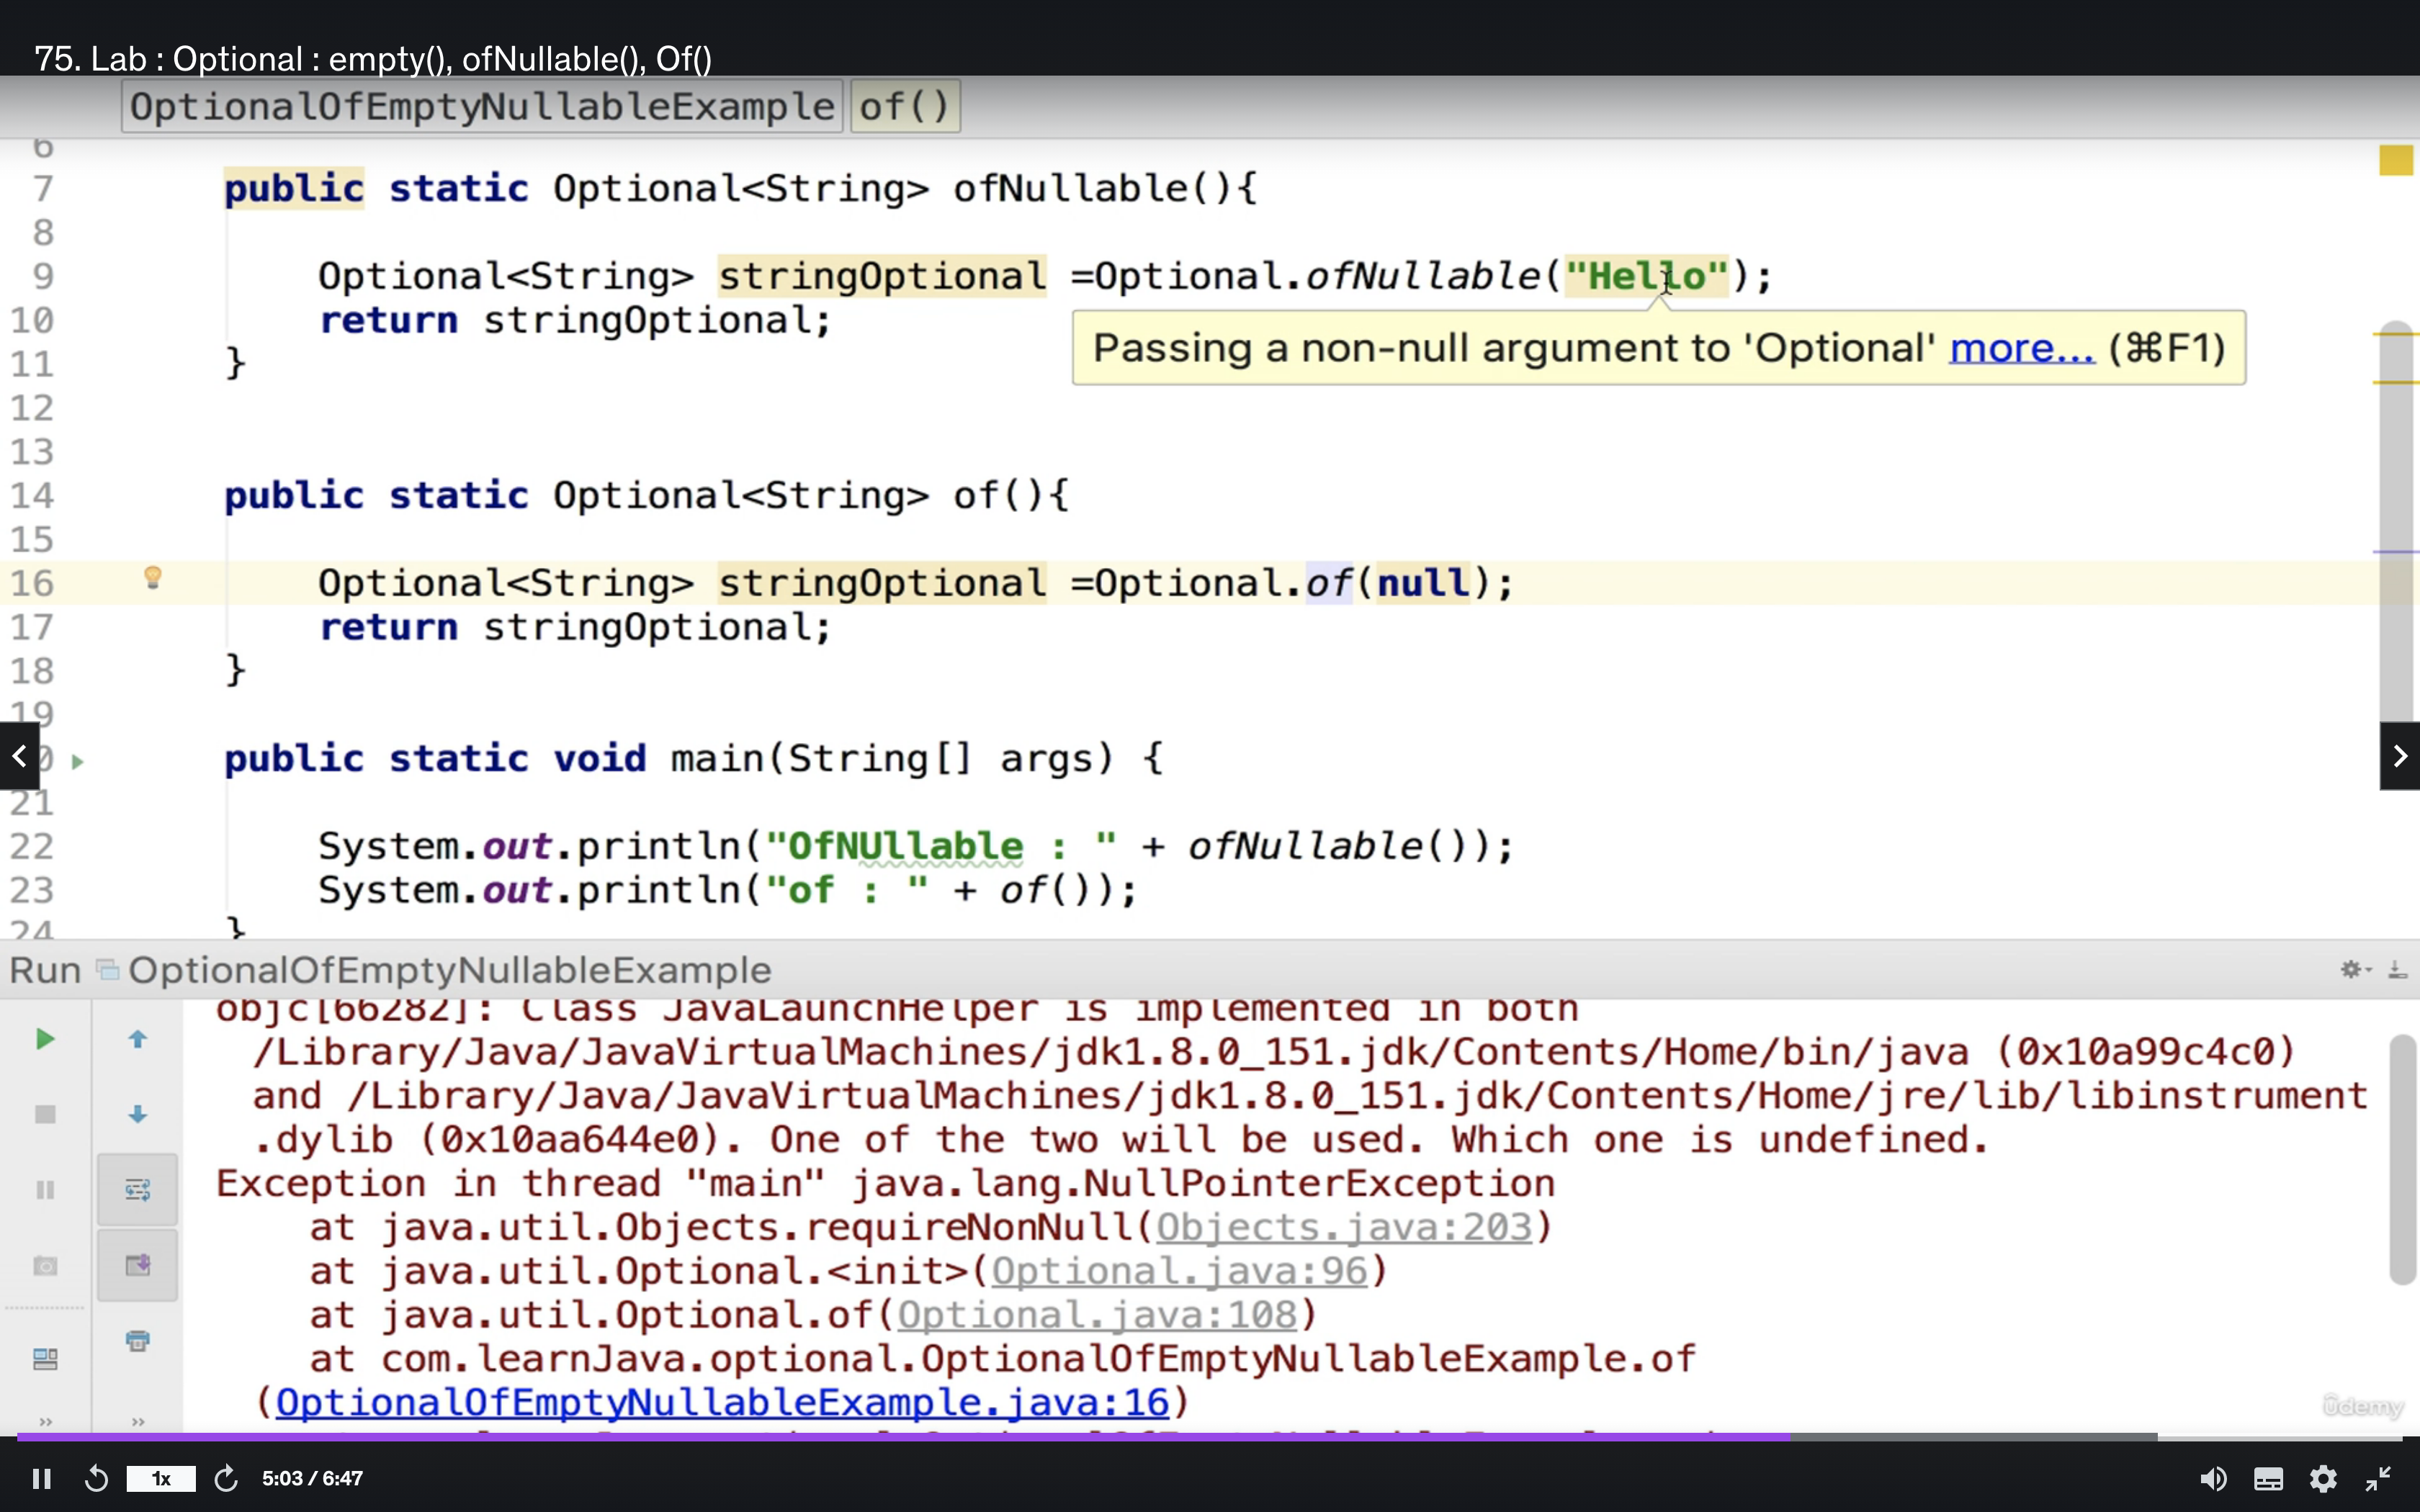 75. Lab : Optional : empty(), ofNullable(), Of()
OptionalOfEmptyNullableExample of()
6
7 public static Optional<String> ofNullable(){
8
9 Optional<String> stringOptional =Optional.ofNullable("Hello");
10 return stringOptional;
Passing a non-null argument to 'Optional' more... (⌘F1)
11 }
12
13
14 public static Optional<String> of(){
15
16 Optional<String> stringOptional =Optional.of(null);
17 return stringOptional;
18 }
19
0 public static void main(String[] args) {
21
22 System.out.println("OfNUllable : " + ofNullable());
23 System.out.println("of : " + of());
24 }
Run OptionalOfEmptyNullableExample
objc[66282]: Class JavaLaunchHelper is implemented in both
/Library/Java/JavaVirtualMachines/jdk1.8.0_151.jdk/Contents/Home/bin/java (0x10a99c4c0)
and /Library/Java/JavaVirtualMachines/jdk1.8.0_151.jdk/Contents/Home/jre/lib/libinstrument
.dylib (0x10aa644e0). One of the two will be used. Which one is undefined.
Exception in thread "main" java.lang.NullPointerException
at java.util.Objects.requireNonNull(Objects.java:203)
at java.util.Optional.<init>(Optional.java:96)
at java.util.Optional.of(Optional.java:108)
at com.learnJava.optional.OptionalOfEmptyNullableExample.of
(OptionalOfEmptyNullableExample.java:16)
ûdemy
1x 5:03 / 6:47